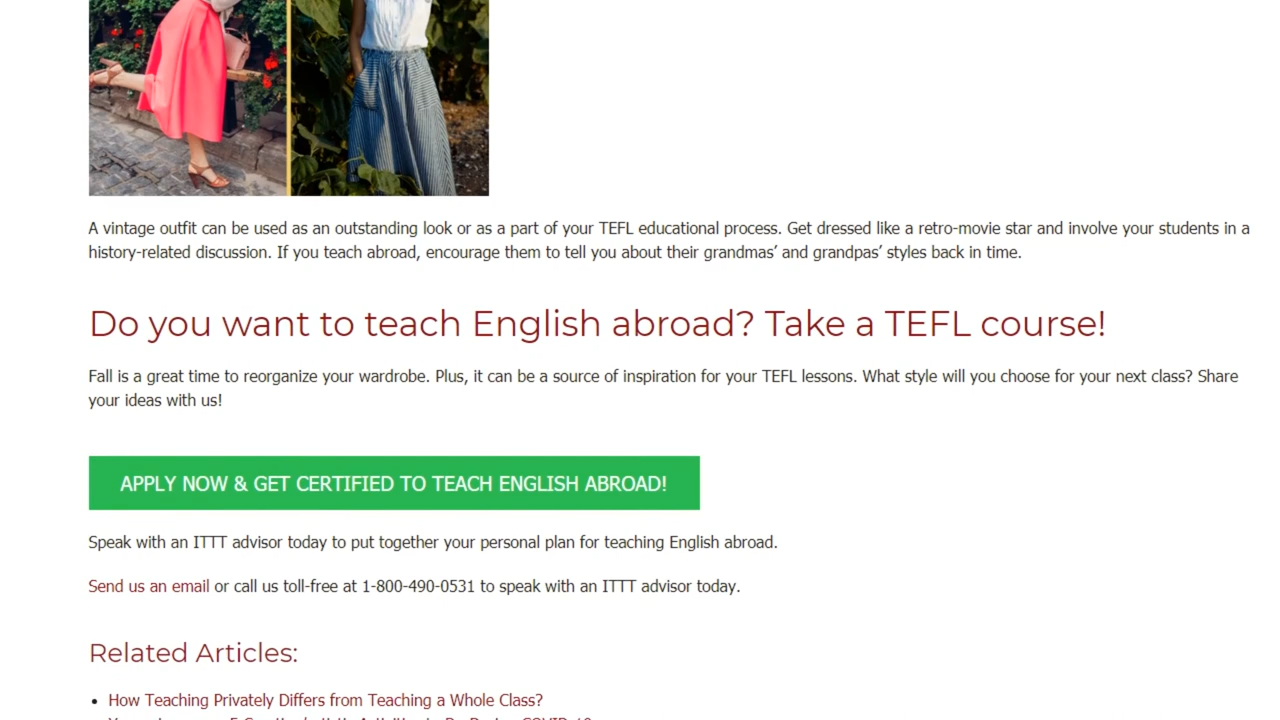 A vintage outfit can be used as an outstanding look or as a part of your TEFL educational process. Get dressed like a retro-movie star and involve your students in a
history-related discussion. If you teach abroad, encourage them to tell you about their grandmas’ and grandpas’ styles back in time.
Do you want to teach English abroad? Take a TEFL course!
Fall is a great time to reorganize your wardrobe. Plus, it can be a source of inspiration for your TEFL lessons. What style will you choose for your next class? Share
your ideas with us!
APPLY NOW & GET CERTIFIED TO TEACH ENGLISH ABROAD!
Speak with an ITTT advisor today to put together your personal plan for teaching English abroad.
Send us an email or call us toll-free at 1-800-490-0531 to speak with an ITTT advisor today.
Related Articles:
How Teaching Privately Differs from Teaching a Whole Class?